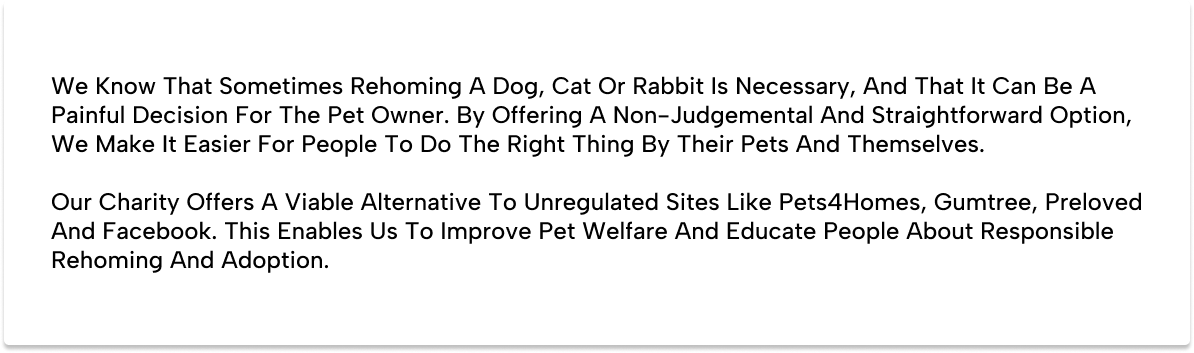 We Know That Sometimes Rehoming A Dog, Cat Or Rabbit Is Necessary, And That It Can Be A
Painful Decision For The Pet Owner. By Offering A Non-Judgemental And Straightforward Option,
We Make It Easier For People To Do The Right Thing By Their Pets And Themselves.
Our Charity Offers A Viable Alternative To Unregulated Sites Like Pets4Homes, Gumtree, Preloved
And Facebook. This Enables Us To Improve Pet Welfare And Educate People About Responsible
Rehoming And Adoption.